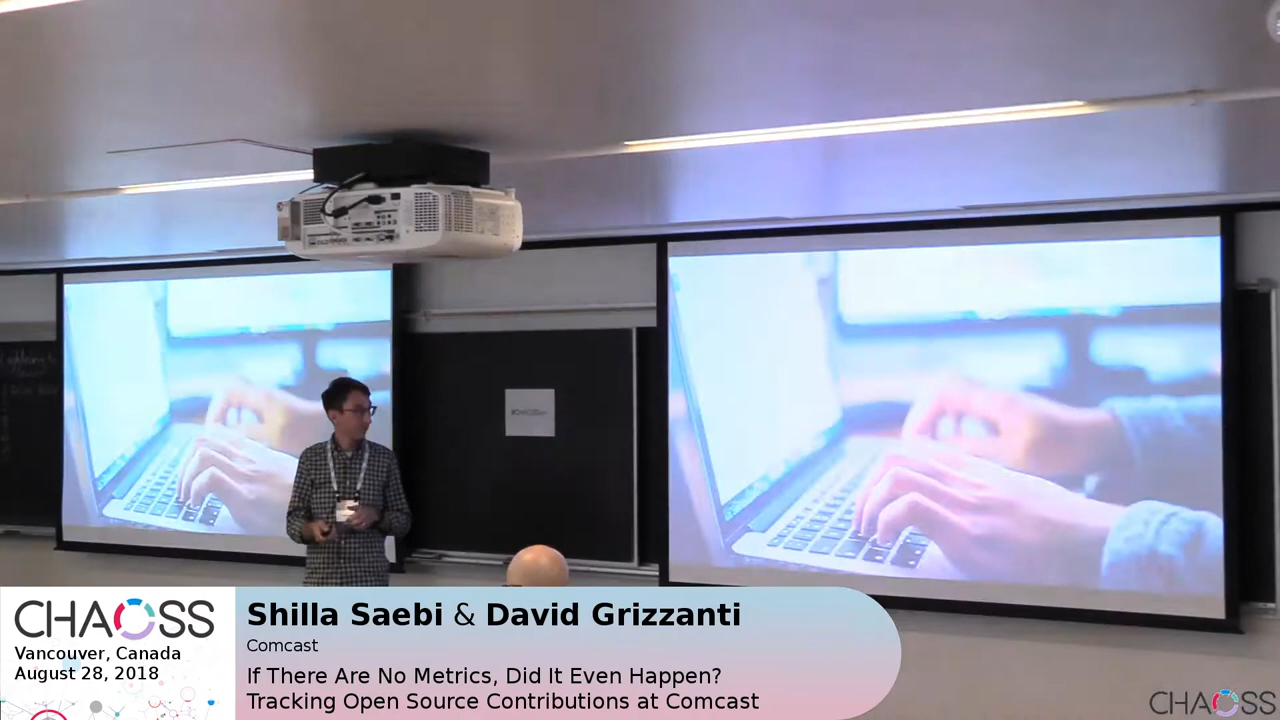 CHAOSS
Vancouver, Canada
August 28, 2018
Shilla Saebi & David Grizzanti
Comcast
If There Are No Metrics, Did It Even Happen?
Tracking Open Source Contributions at Comcast
CHAOSS